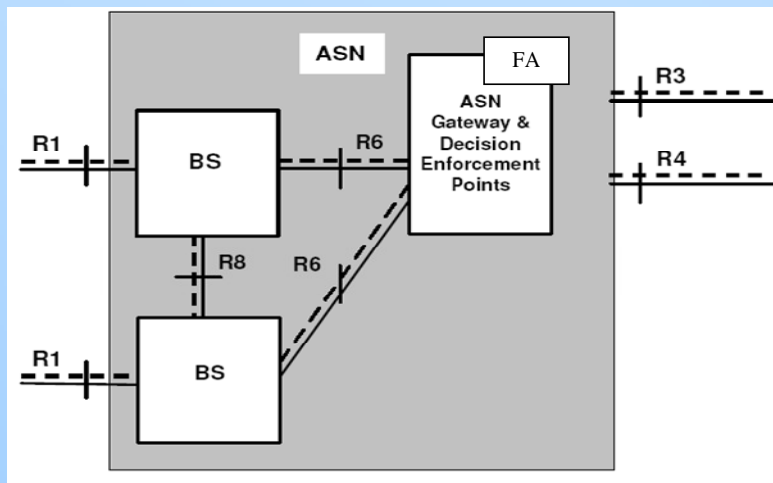 ASN
FA
R3
ASN
Gateway &
Decision
Enforcement
Points
R1
BS
R6
R4
R8
R6
R1
BS